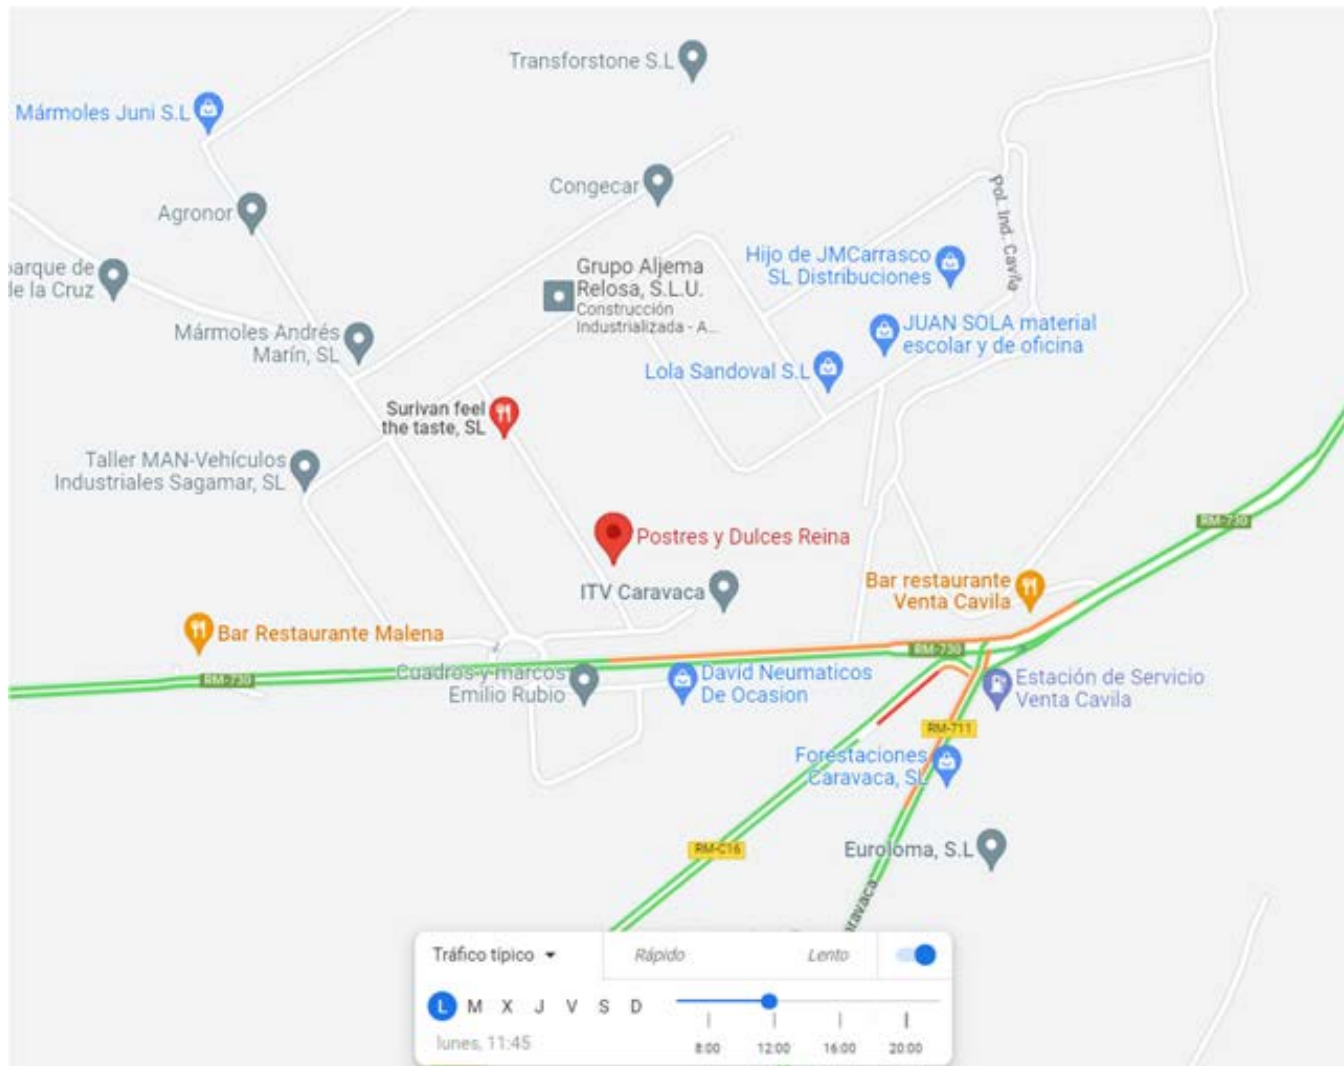 Transforstone S.L
Mármoles Juni S.L
Congecar
Agronor
Pol. Ind. Cavila
Hijo de JMCarrasco
SL Distribuciones
Grupo Aljema
Relosa, S.L.U.
Construcción
Industrializada - A...
parque de
de la Cruz
Mármoles Andrés
Marín, SL
JUAN SOLA material
escolar y de oficina
Lola Sandoval S.L
Surivan feel
the taste, SL
Taller MAN-Vehículos
Industriales Sagamar, SL
RM-730
Postres y Dulces Reina
ITV Caravaca
Bar restaurante
Venta Cavila
Bar Restaurante Malena
RM-730
RM-730
Cuadros y marcos
Emilio Rubio
David Neumaticos
De Ocasion
Estación de Servicio
Venta Cavila
RM-711
Forestaciones
Caravaca, SL
RM-C16
Euroloma, S.L
aravaca
Tráfico típico
Rápido
Lento
L M X J V S D
lunes, 11:45
8:00 12:00 16:00 20:00